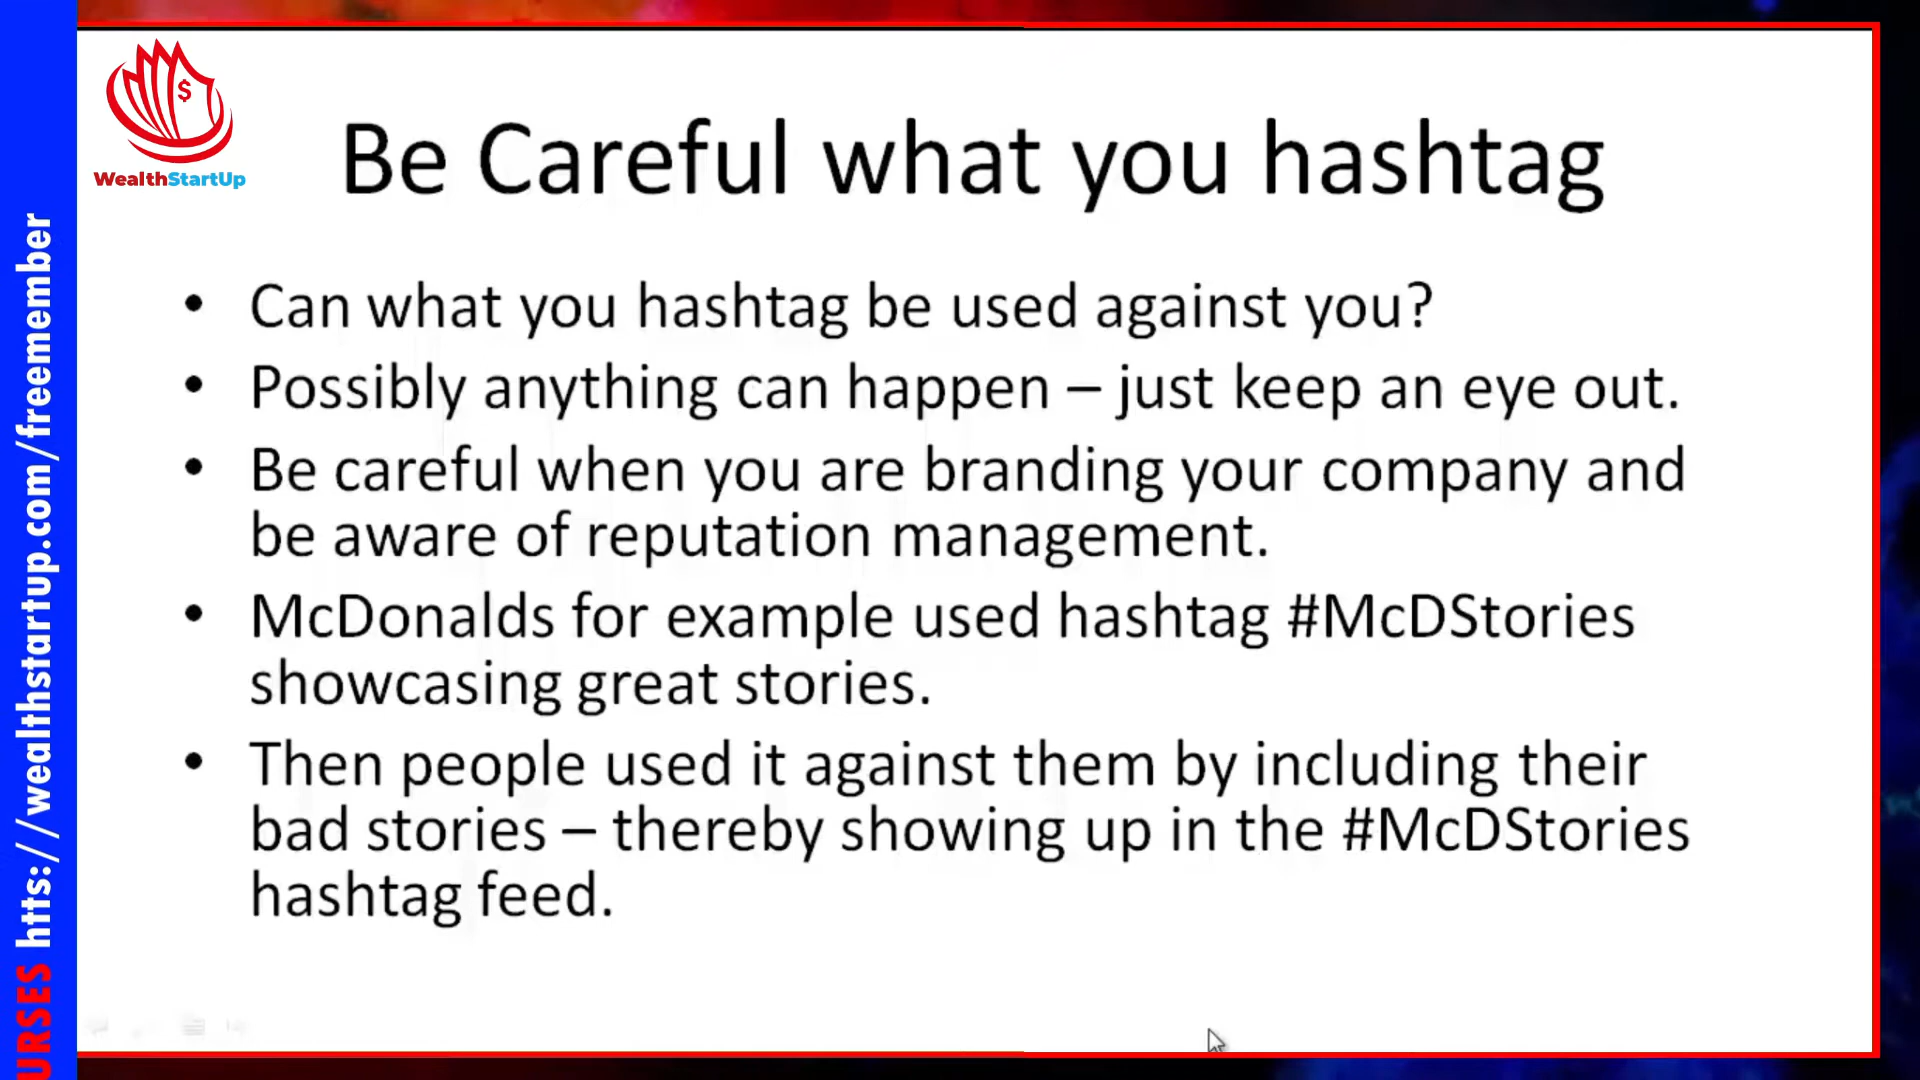 $
WealthStartUp
Be Careful what you hashtag
• Can what you hashtag be used against you?
• Possibly anything can happen – just keep an eye out.
• Be careful when you are branding your company and
be aware of reputation management.
• McDonalds for example used hashtag #McDStories
showcasing great stories.
• Then people used it against them by including their
bad stories – thereby showing up in the #McDStories
hashtag feed.
URSES htts://wealthstartup.com/freemember